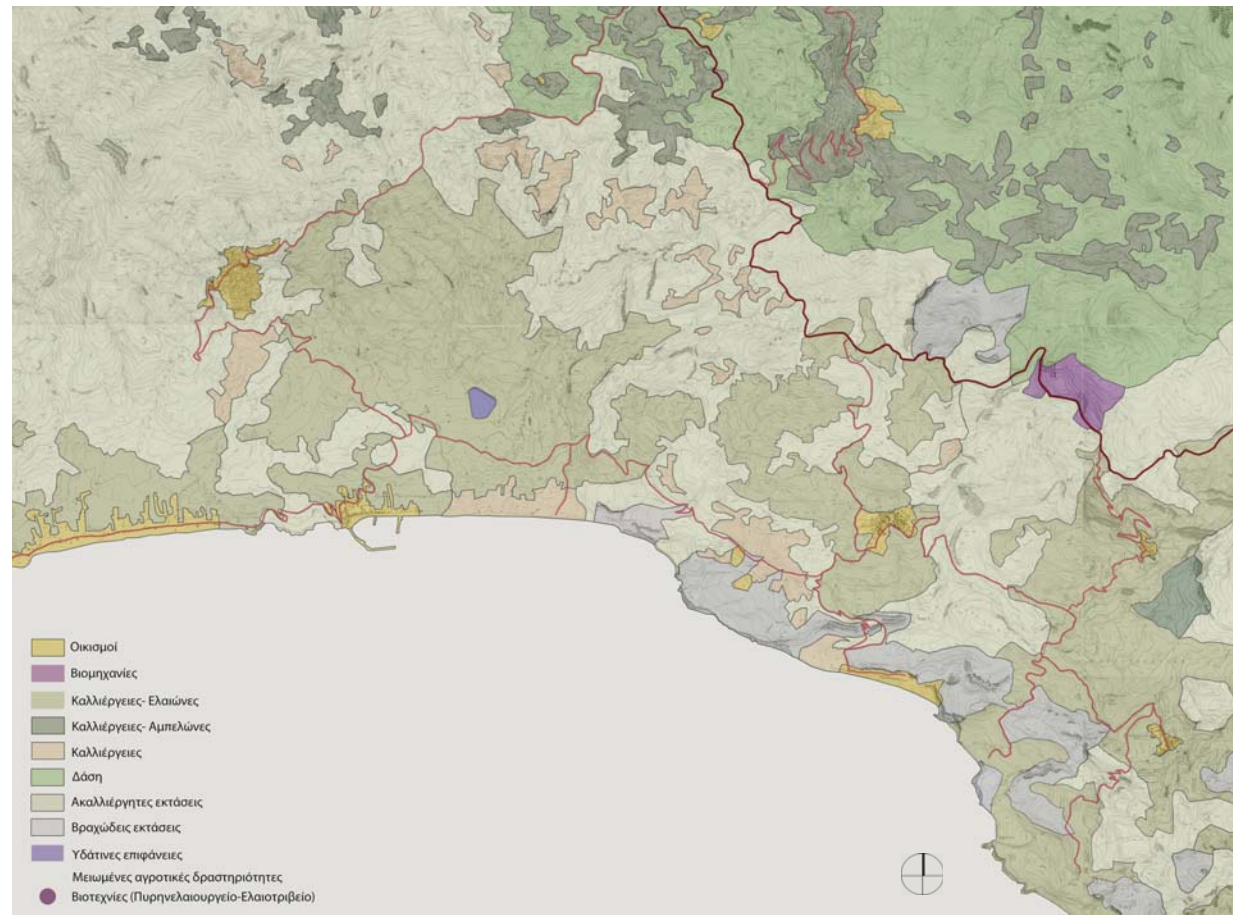 Οικισμοί
Βιομηχανίες
Καλλιέργειες- Ελαιώνες
Καλλιέργειες- Αμπελώνες
Καλλιέργειες
Δάση
Ακαλλιέργητες εκτάσεις
Βραχώδεις εκτάσεις
Υδάτινες επιφάνειες
Μειωμένες αγροτικές δραστηριότητες
Βιοτεχνίες (Πυρηνελαιουργείο-Ελαιοτριβείο)